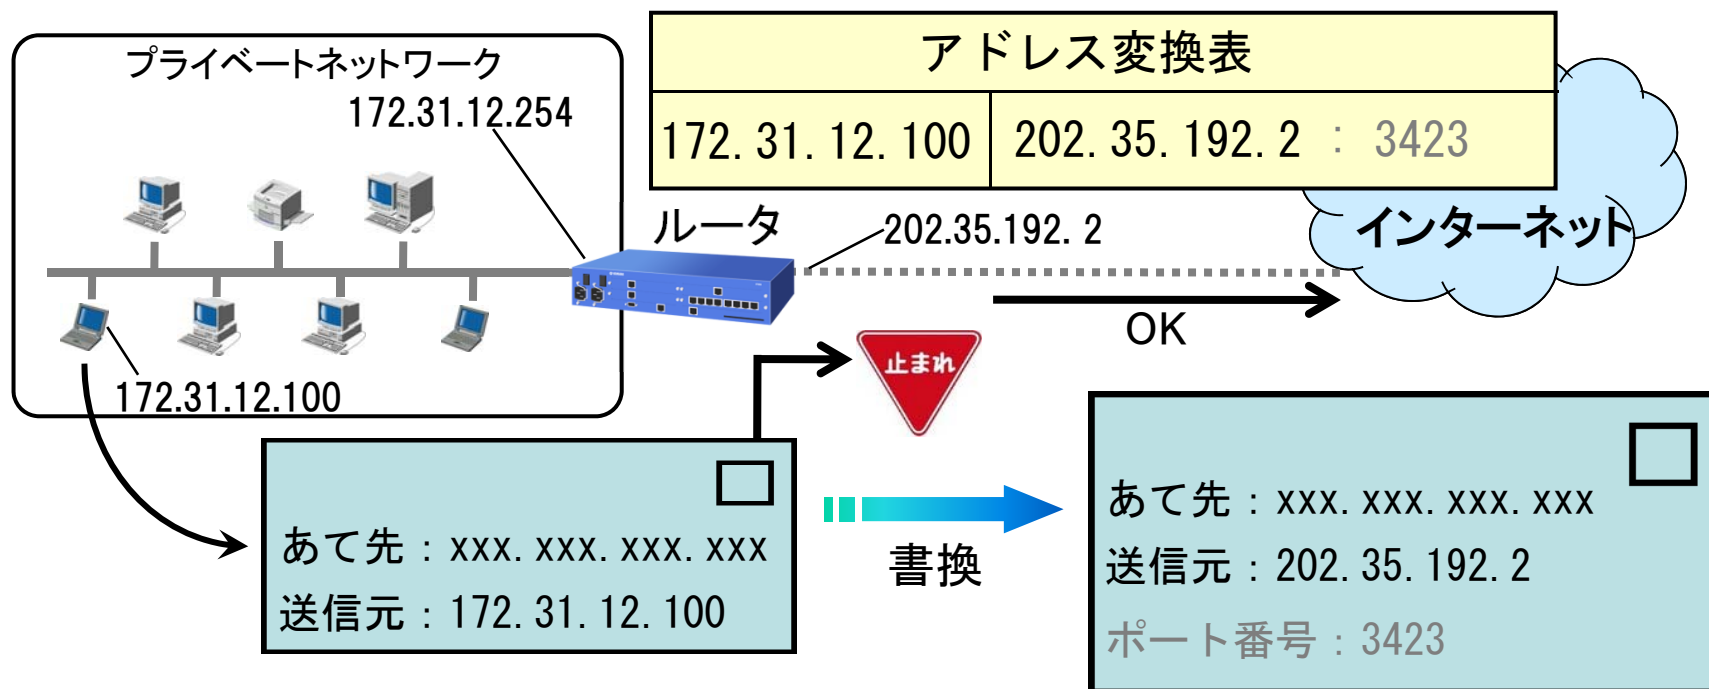 プライベートネットワーク
172.31.12.254
アドレス変換表
172.31.12.100 202.35.192.2 : 3423
ルータ
202.35.192.2
インターネット
OK
止まれ
172.31.12.100
あて先：xxx.xxx.xxx.xxx
送信元：172.31.12.100
書換
あて先：xxx.xxx.xxx.xxx
送信元：202.35.192.2
ポート番号：3423